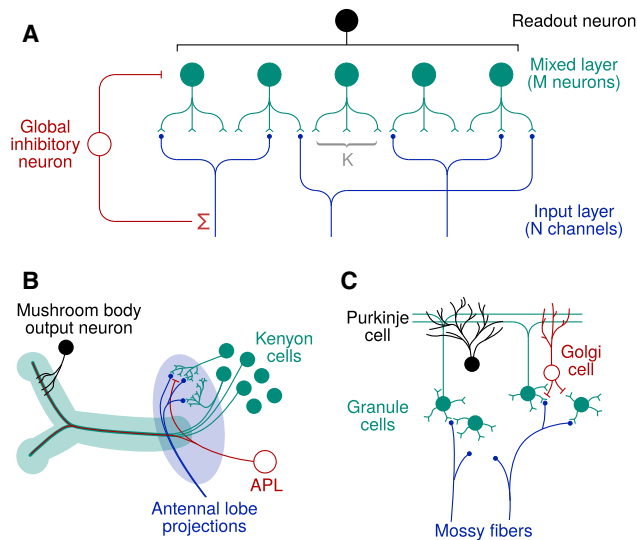 A
Readout neuron
Mixed layer
(M neurons)
Global
inhibitory
neuron
K
Σ
Input layer
(N channels)
B
Mushroom body
output neuron
Kenyon
cells
APL
Antennal lobe
projections
C
Purkinje
cell
Golgi
cell
Granule
cells
Mossy fibers